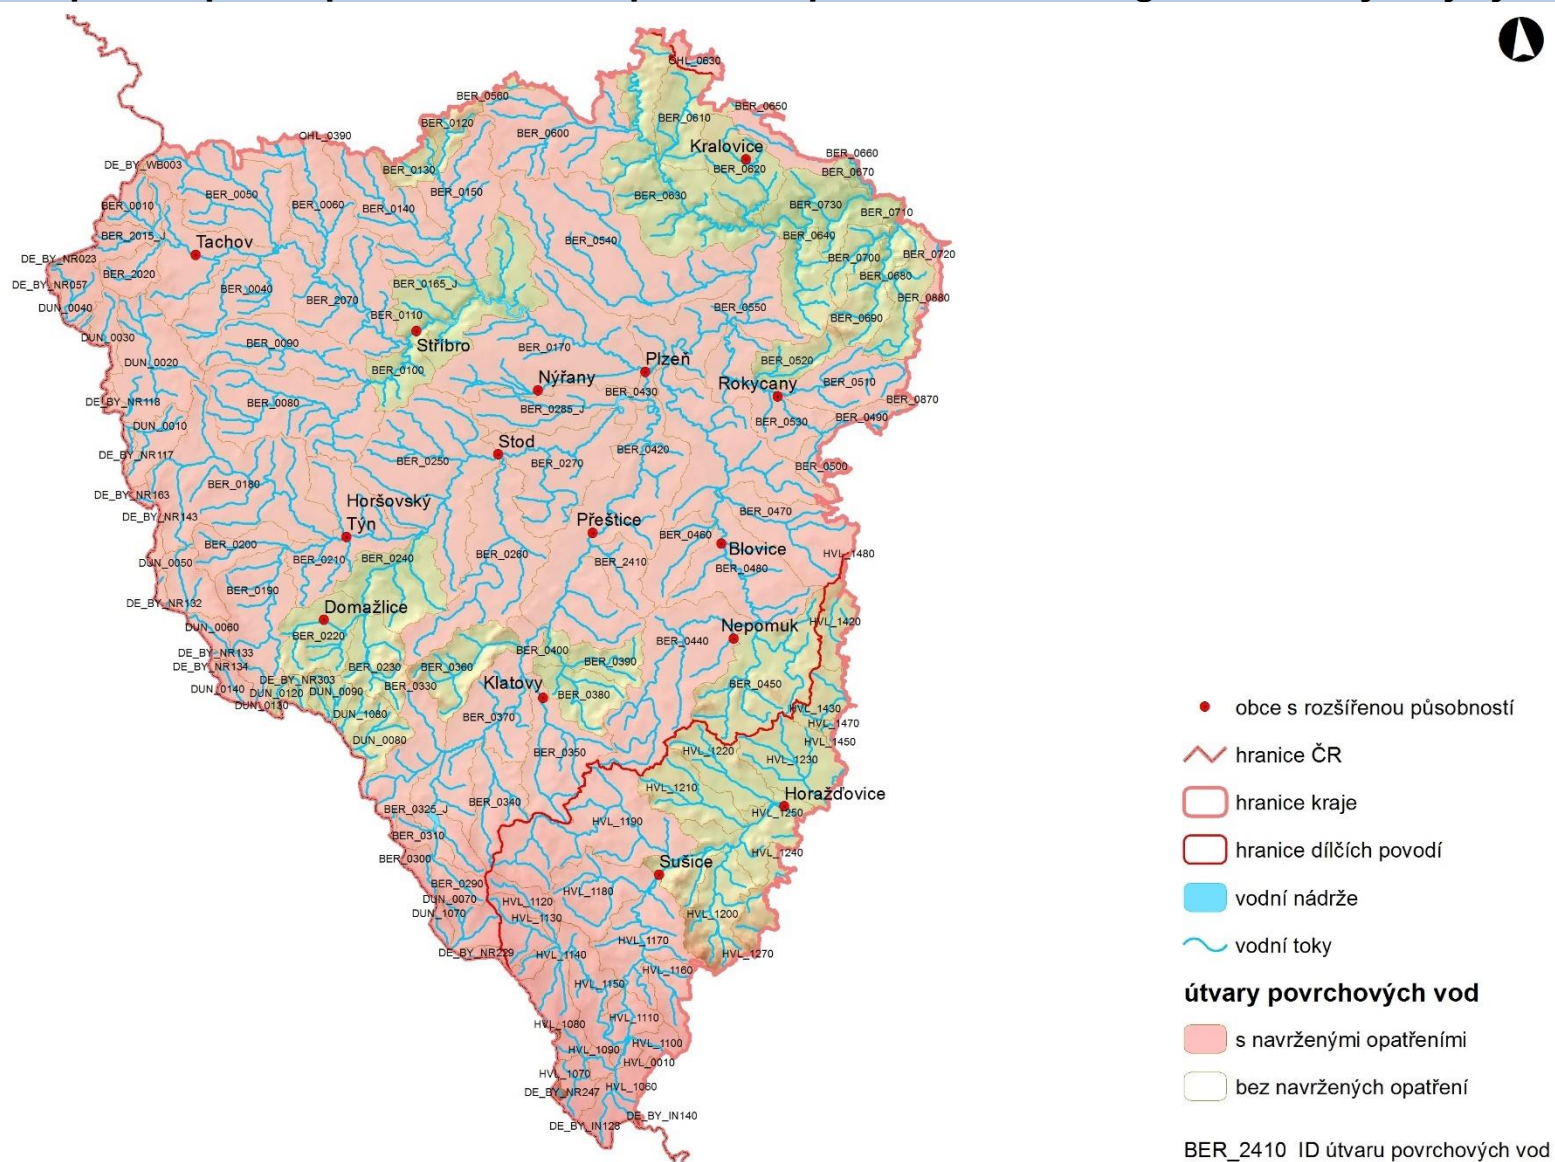 OHL_0630
BER_0560
BER_0650
BER_0610
BER_0120
BER_0600
OHL_0390
Kralovice
BER_0660
DE_BY_WB003
BER_0130
BER_0620
BER_0670
BER_0050
BER_0150
BER_0630
BER_0010
BER_0060
BER_0140
BER_0730
BER_0710
BER_2015_J
Tachov
BER_0540
BER_0640
DE_BY_NR023
BER_0700
BER_0720
BER_2020
BER_0680
DE_BY_NR057
BER_0040
BER_0165_J
BER_0880
DUN_0040
BER_2070
BER_0110
BER_0550
BER_0690
DUN_0030
BER_0090
Stříbro
BER_0170
Plzeň
DUN_0020
BER_0100
BER_0520
Nýřany
Rokycany
BER_0510
BER_0430
DE_BY_NR118
BER_0080
BER_0285_J
BER_0870
DUN_0010
BER_0530
BER_0490
Stod
DE_BY_NR117
BER_0250
BER_0270
BER_0420
BER_0500
BER_0180
DE_BY_NR163
Horšovský
Týn
DE_BY_NR143
BER_0470
Přeštice
BER_0200
BER_0460
BER_0210
BER_0240
BER_0260
BER_2410
Blovice
HVL_1480
DUN_0050
BER_0480
BER_0190
DE_BY_NR132
Domažlice
DUN_0060
BER_0220
Nepomuk
HVL_1420
BER_0440
DE_BY_NR133
BER_0400
DE_BY_NR134
BER_0230
BER_0360
BER_0390
DE_BY_NR303
BER_0330
Klatovy
BER_0450
DUN_0140
DUN_0120
DUN_0090
BER_0380
DUN_0130
DUN_1080
BER_0370
HVL_1430
HVL_1470
DUN_0080
BER_0350
HVL_1220
HVL_1450
HVL_1230
HVL_1210
Horažďovice
BER_0325_J
BER_0340
HVL_1250
HVL_1190
BER_0310
BER_0300
HVL_1240
Sušice
BER_0290
HVL_1180
DUN_0070
HVL_1120
DUN_1070
HVL_1130
HVL_1200
HVL_1170
DE_BY_NR229
HVL_1140
HVL_1270
HVL_1160
HVL_1150
HVL_1080
HVL_1110
HVL_1090
HVL_1100
HVL_0010
HVL_1070
HVL_1060
DE_BY_NR247
DE_BY_IN140
DE_BY_IN128
obce s rozšířenou působností
hranice ČR
hranice kraje
hranice dílčích povodí
vodní nádrže
vodní toky
útvary povrchových vod
s navrženými opatřeními
bez navržených opatření
BER_2410 ID útvaru povrchových vod